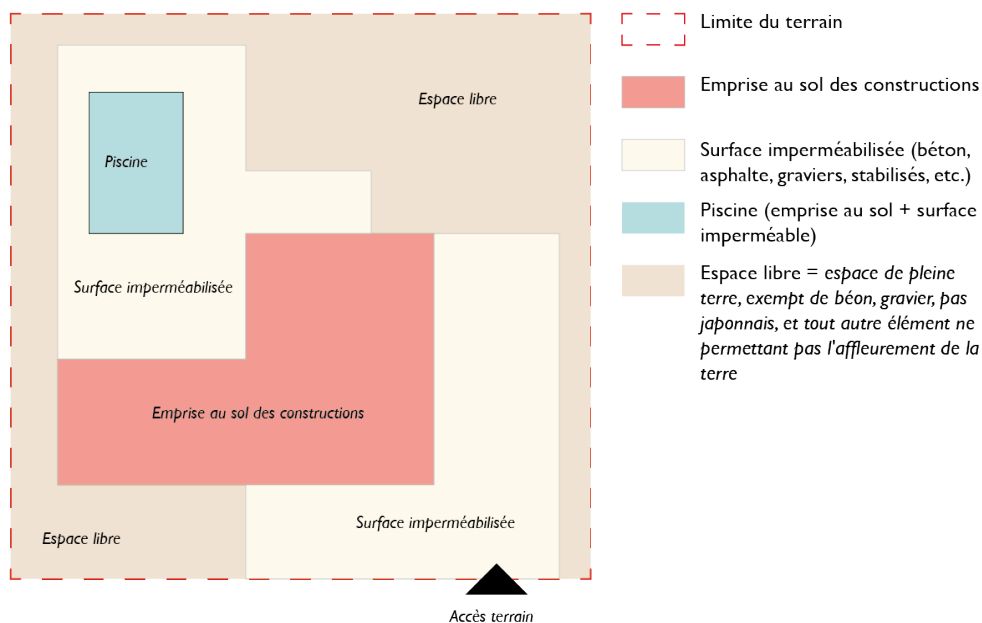 Espace libre
Piscine
Surface imperméabilisée
Emprise au sol des constructions
Surface imperméabilisée
Espace libre
Accès terrain
Limite du terrain
Emprise au sol des constructions
Surface imperméabilisée (béton,
asphalte, graviers, stabilisés, etc.)
Piscine (emprise au sol + surface
imperméable)
Espace libre = espace de pleine
terre, exempt de béon, gravier, pas
japonnais, et tout autre élément ne
permettant pas l'affleurement de la
terre